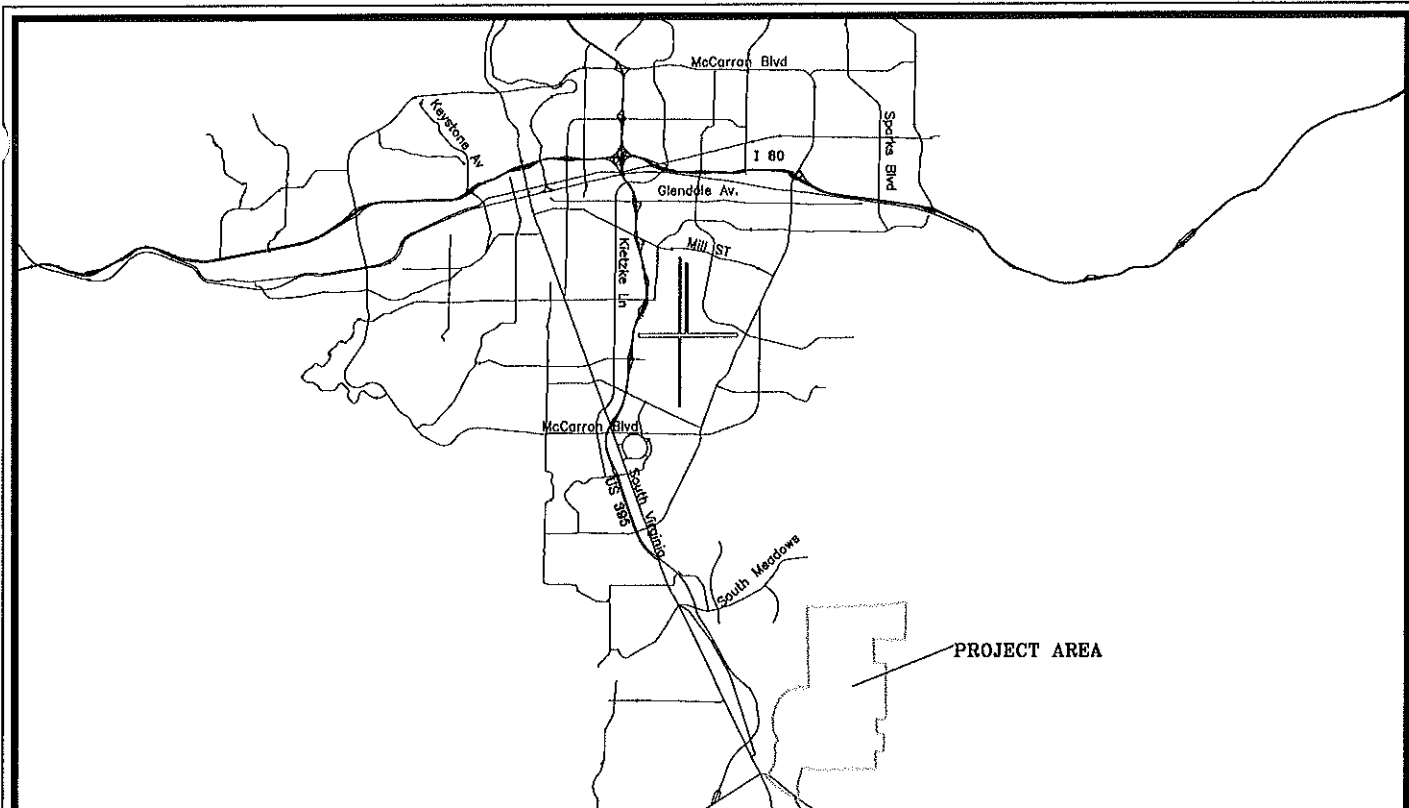 McCarran Blvd
Keystone Av
Sparks Blvd
I 80
Glendale Av.
Mill ST
Kietzke Ln
McCarran Blvd
South Virginia
US 395
South Meadows
PROJECT AREA